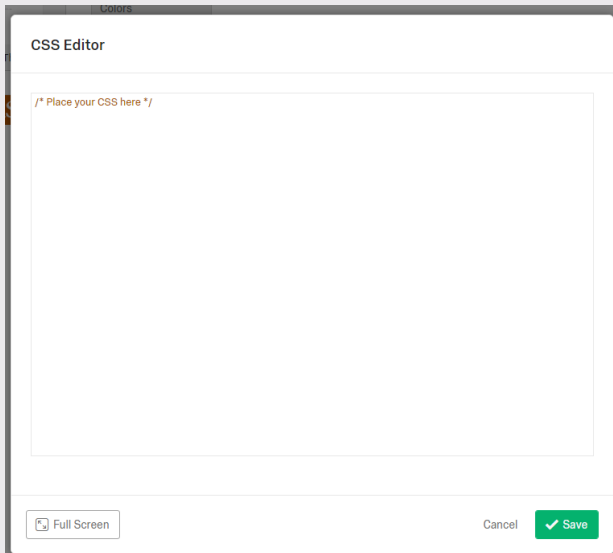 Colors
CSS Editor
/* Place your CSS here */
Full Screen
Cancel
Save